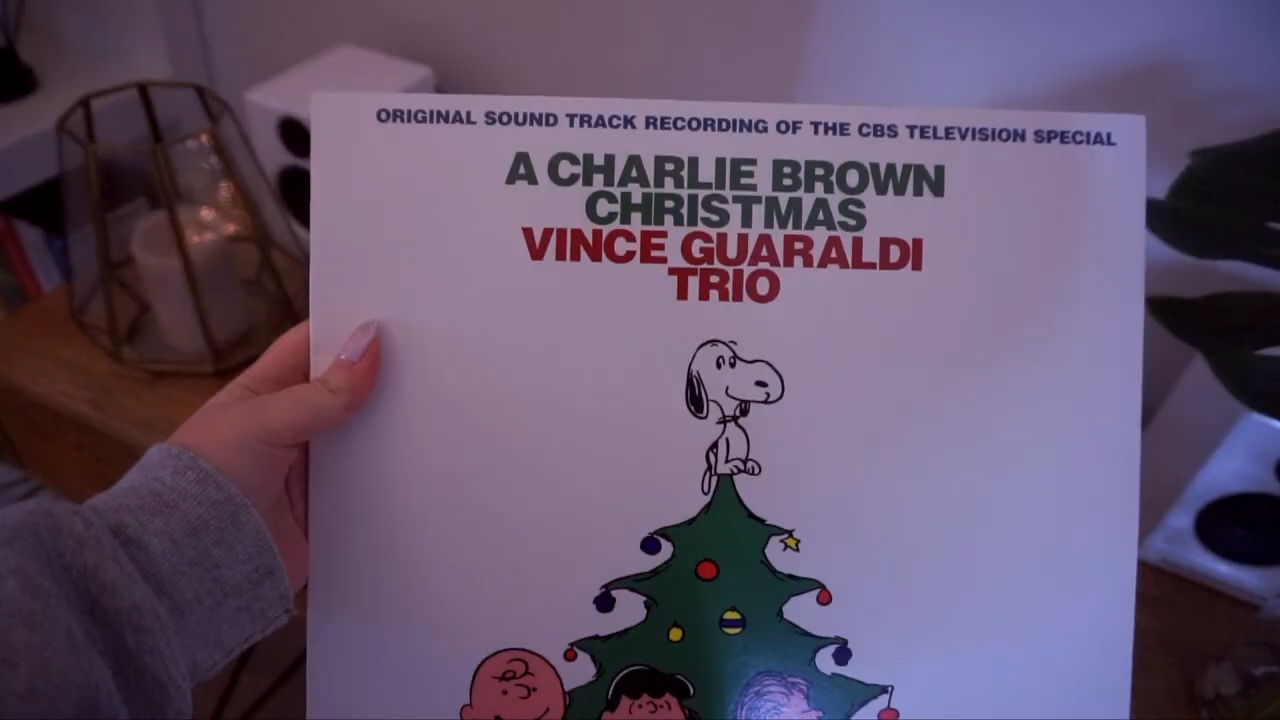 ORIGINAL SOUND TRACK RECORDING OF THE CBS TELEVISION SPECIAL
A CHARLIE BROWN
CHRISTMAS
VINCE GUARALDI
TRIO